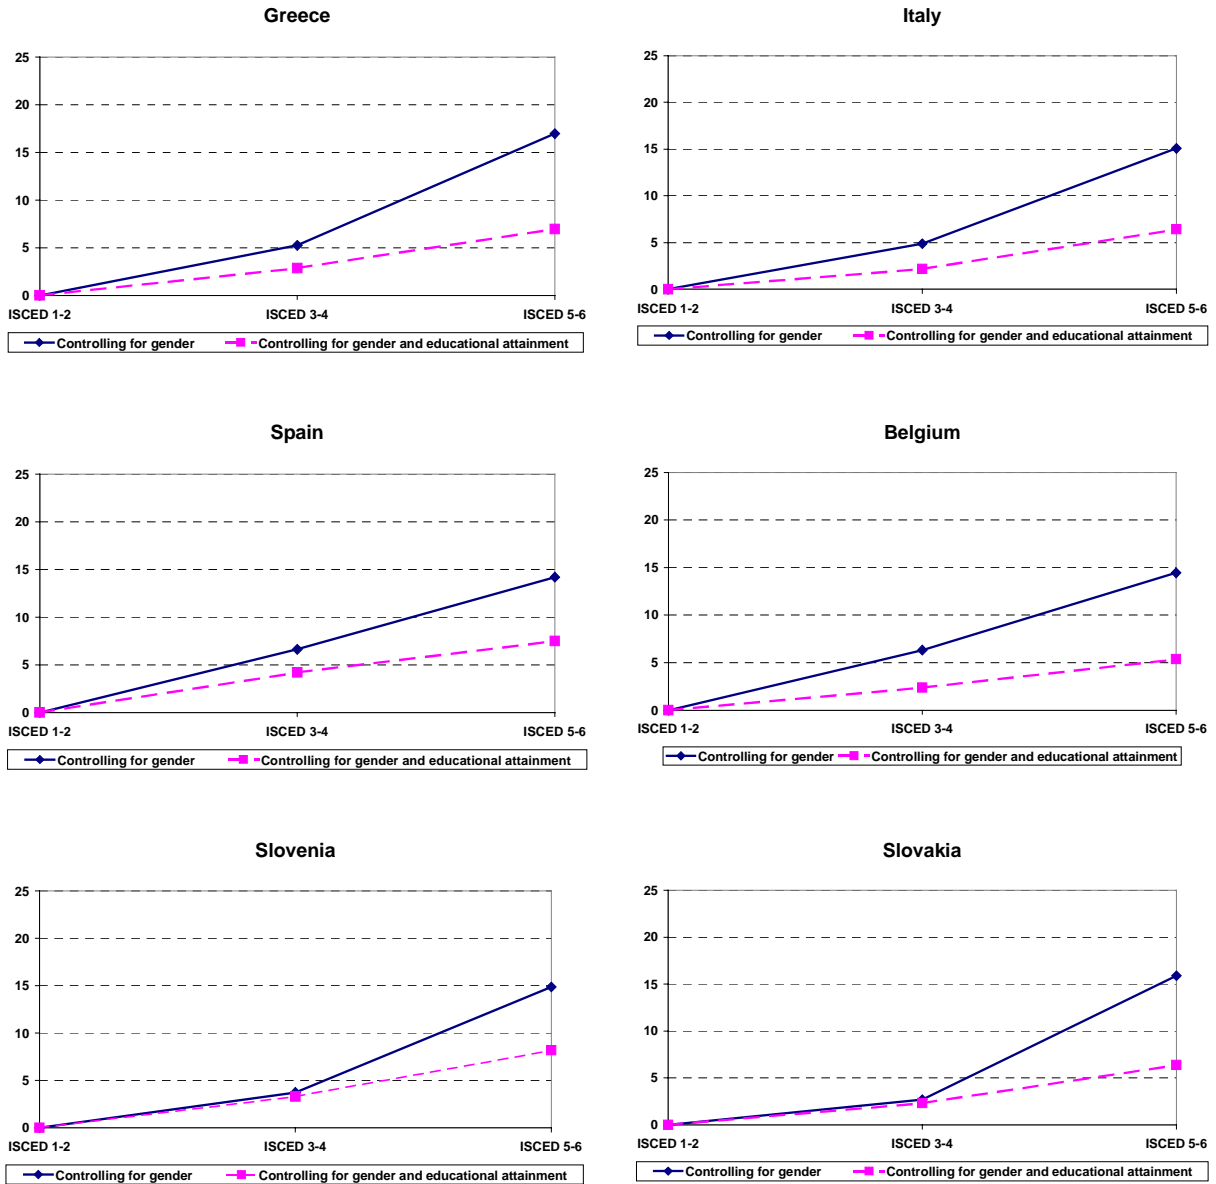 Greece
25
20
15
10
5
0
ISCED 1-2 ISCED 3-4 ISCED 5-6
Controlling for gender Controlling for gender and educational attainment
Italy
25
20
15
10
5
0
ISCED 1-2 ISCED 3-4 ISCED 5-6
Controlling for gender Controlling for gender and educational attainment
Spain
25
20
15
10
5
0
ISCED 1-2 ISCED 3-4 ISCED 5-6
Controlling for gender Controlling for gender and educational attainment
Belgium
25
20
15
10
5
0
ISCED 1-2 ISCED 3-4 ISCED 5-6
Controlling for gender Controlling for gender and educational attainment
Slovenia
25
20
15
10
5
0
ISCED 1-2 ISCED 3-4 ISCED 5-6
Controlling for gender Controlling for gender and educational attainment
Slovakia
25
20
15
10
5
0
ISCED 1-2 ISCED 3-4 ISCED 5-6
Controlling for gender Controlling for gender and educational attainment